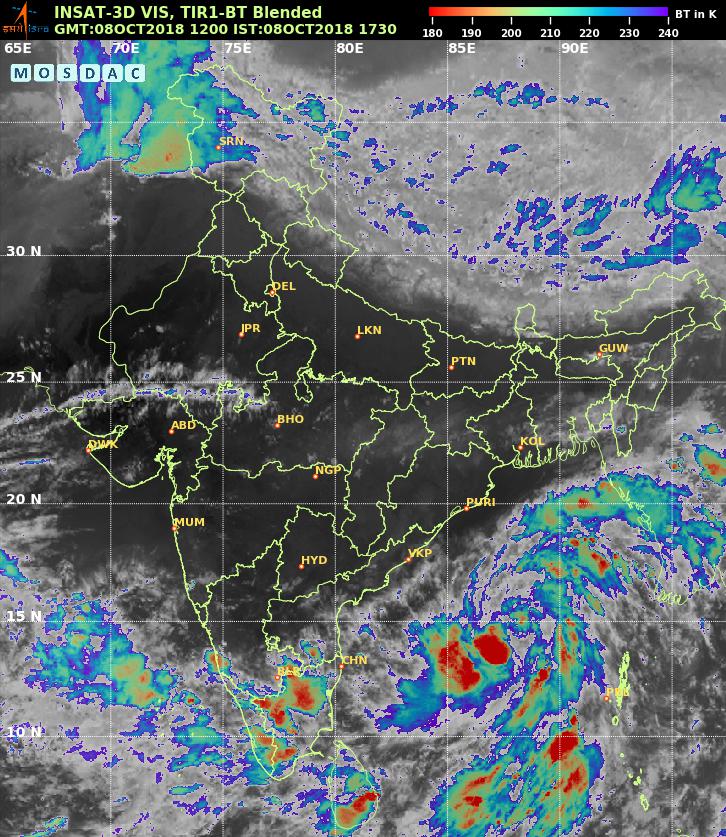 INSAT-3D VIS, TIR1-BT Blended
GMT:08OCT2018 1200 IST:08OCT2018 1730
BT in K
180 190 200 210 220 230 240
65E 70E 75E 80E 85E 90E
M O S D A C
SRN
30 N
DEL
JPR
LKN
GUW
PTN
25 N
BHO
ABD
KOL
DWK
NGP
20 N
PURI
MUM
VKP
HYD
15 N
CHN
10 N